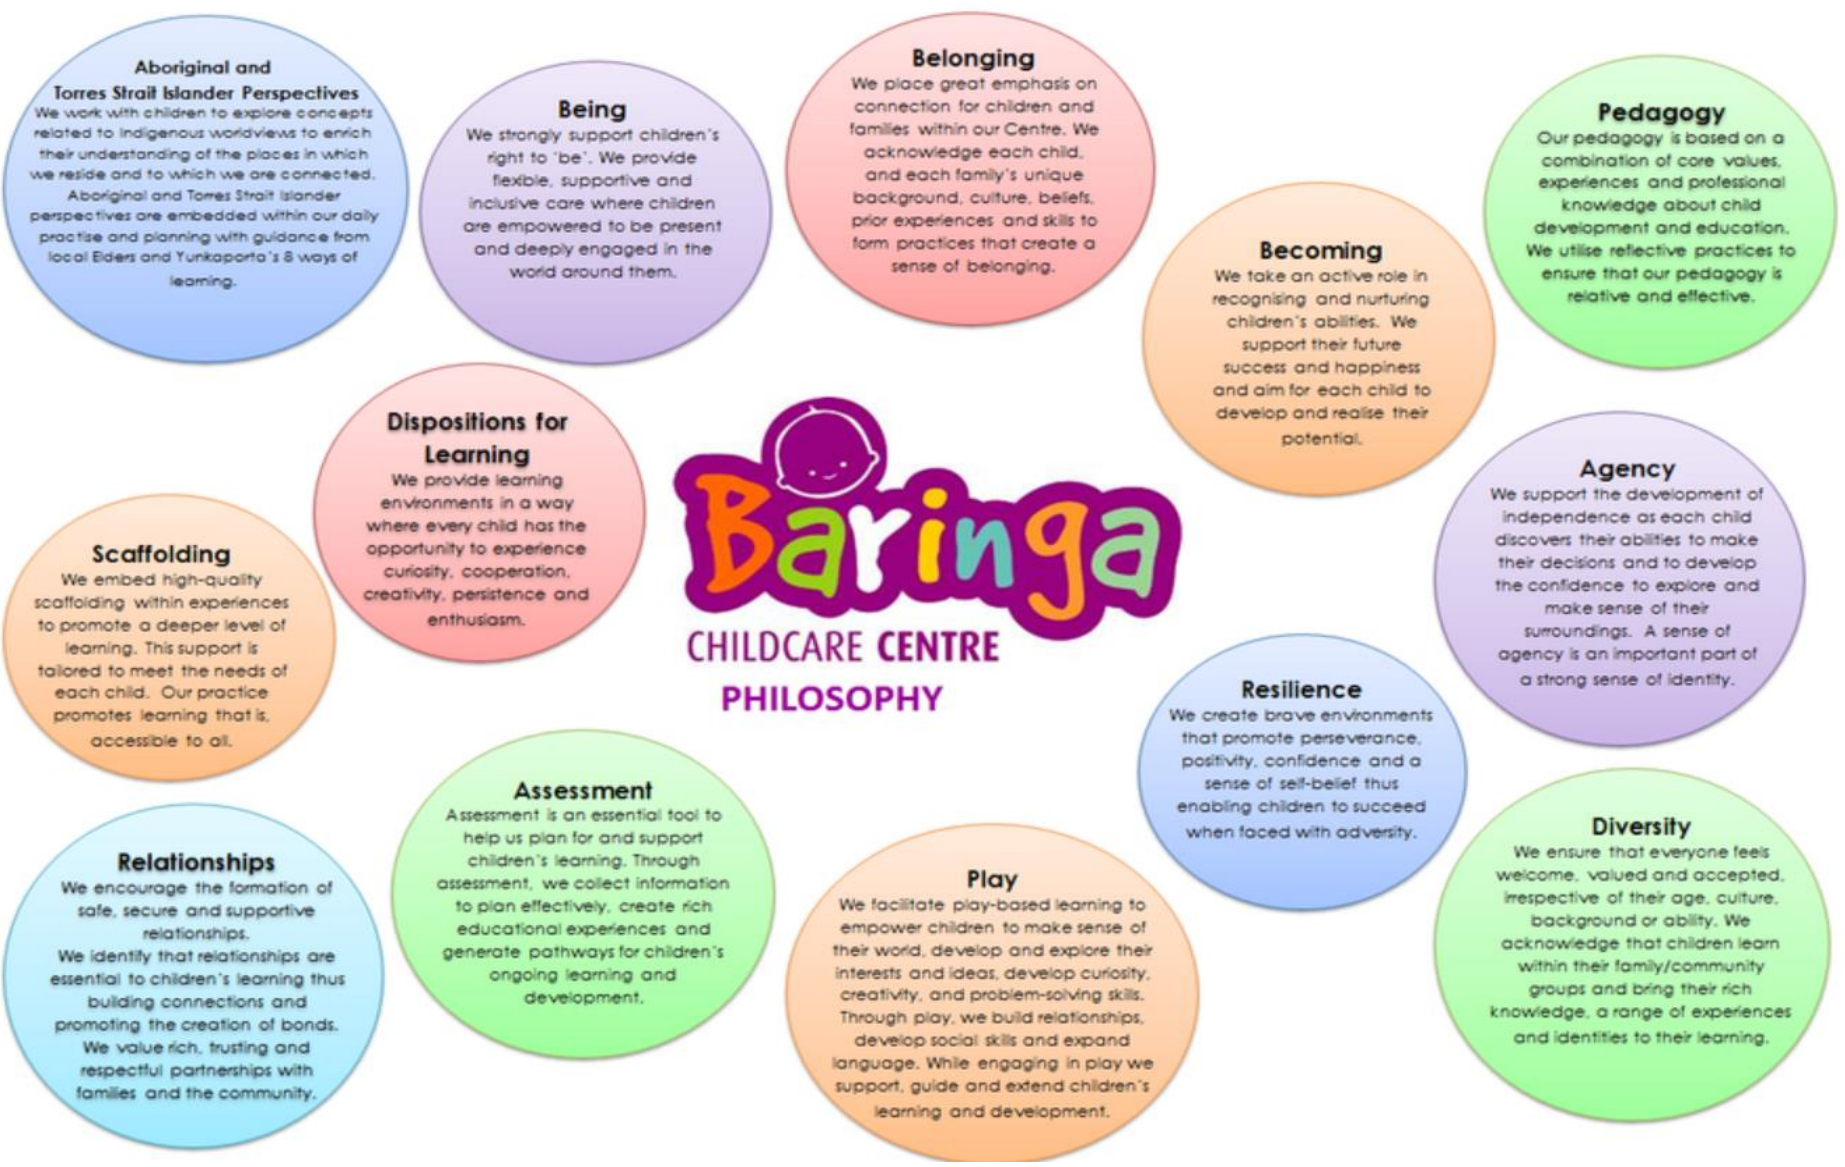 Aboriginal and
Torres Strait Islander Perspectives
We work with children to explore concepts
related to Indigenous worldviews to enrich
their understanding of the places in which
we reside and to which we are connected.
Aboriginal and Torres Strait Islander
perspectives are embedded within our daily
practise and planning with guidance from
local Elders and Yunkaporta's 8 ways of
learning.
Being
We strongly support children's
right to 'be'. We provide
flexible, supportive and
inclusive care where children
are empowered to be present
and deeply engaged in the
world around them.
Belonging
We place great emphasis on
connection for children and
families within our Centre. We
acknowledge each child,
and each family's unique
background, culture, beliefs,
prior experiences and skills to
form practices that create a
sense of belonging.
Becoming
We take an active role in
recognising and nurturing
children's abilities. We
support their future
success and happiness
and aim for each child to
develop and realise their
potential.
Pedagogy
Our pedagogy is based on a
combination of core values,
experiences and professional
knowledge about child
development and education.
We utilise reflective practices to
ensure that our pedagogy is
relative and effective.
Dispositions for
Learning
We provide learning
environments in a way
where every child has the
opportunity to experience
curiosity, cooperation,
creativity, persistence and
enthusiasm.
Baringa
CHILDCARE CENTRE
PHILOSOPHY
Agency
We support the development of
independence as each child
discovers their abilities to make
their decisions and to develop
the confidence to explore and
make sense of their
surroundings. A sense of
agency is an important part of
a strong sense of identity.
Scaffolding
We embed high-quality
scaffolding within experiences
to promote a deeper level of
learning. This support is
tailored to meet the needs of
each child. Our practice
promotes learning that is,
accessible to all.
Resilience
We create brave environments
that promote perseverance,
positivity, confidence and a
sense of self-belief thus
enabling children to succeed
when faced with adversity.
Relationships
We encourage the formation of
safe, secure and supportive
relationships.
We identify that relationships are
essential to children's learning thus
building connections and
promoting the creation of bonds.
We value rich, trusting and
respectful partnerships with
families and the community.
Assessment
Assessment is an essential tool to
help us plan for and support
children's learning. Through
assessment, we collect information
to plan effectively, create rich
educational experiences and
generate pathways for children's
ongoing learning and
development.
Play
We facilitate play-based learning to
empower children to make sense of
their world, develop and explore their
interests and ideas, develop curiosity,
creativity, and problem-solving skills.
Through play, we build relationships,
develop social skills and expand
language. While engaging in play we
support, guide and extend children's
learning and development.
Diversity
We ensure that everyone feels
welcome, valued and accepted,
irrespective of their age, culture,
background or ability. We
acknowledge that children learn
within their family/community
groups and bring their rich
knowledge, a range of experiences
and identities to their learning.